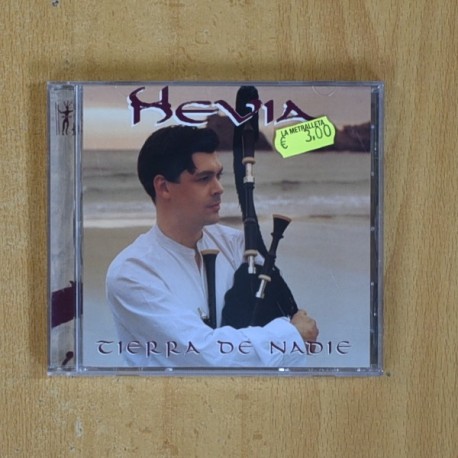 HEVIA
LA METRALLETA
€ 3,00
TIERRA DE NADIE